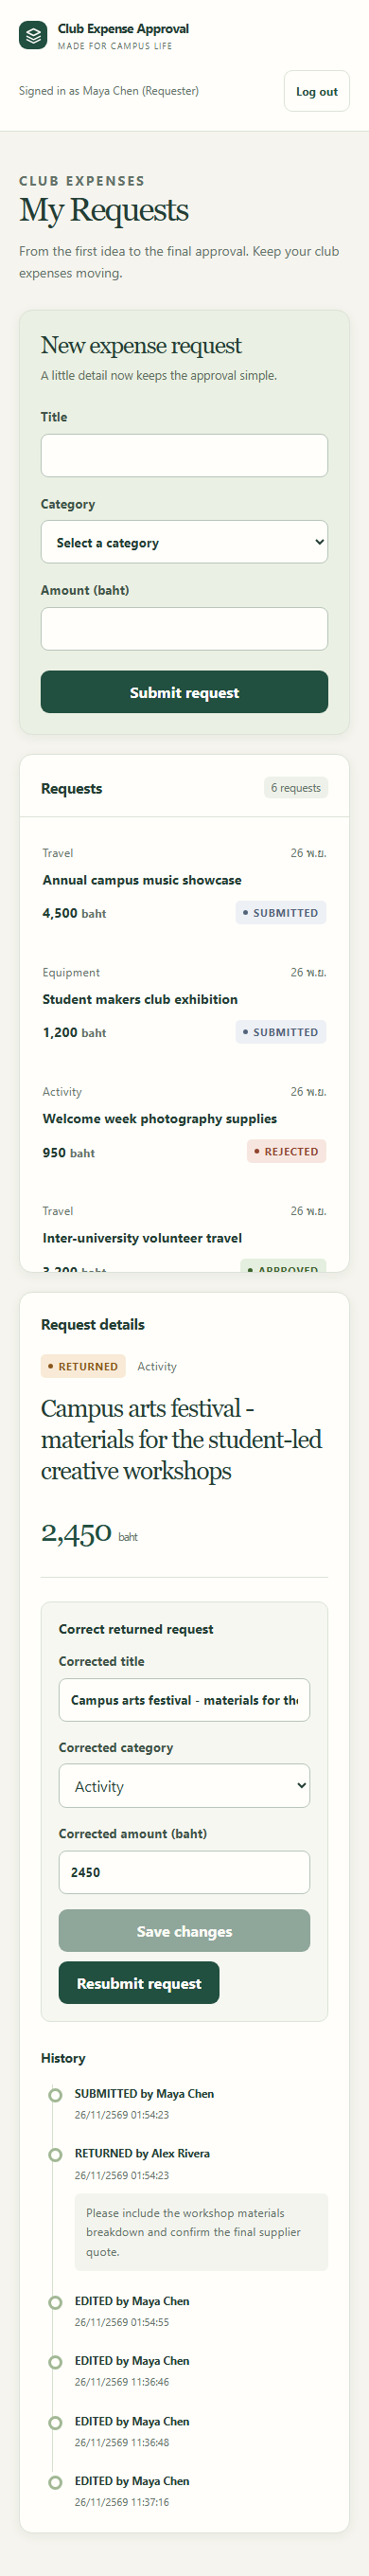 Club Expense Approval
MADE FOR CAMPUS LIFE
Signed in as Maya Chen (Requester)
Log out
CLUB EXPENSES
My Requests
From the first idea to the final approval. Keep your club
expenses moving.
New expense request
A little detail now keeps the approval simple.
Title
Category
Select a category
Amount (baht)
Submit request
Requests
6 requests
Travel
26 พ.ย.
Annual campus music showcase
4,500 baht
SUBMITTED
Equipment
26 พ.ย.
Student makers club exhibition
1,200 baht
SUBMITTED
Activity
26 พ.ย.
Welcome week photography supplies
950 baht
REJECTED
Travel
26 พ.ย.
Inter-university volunteer travel
3,200 baht
APPROVED
Request details
RETURNED
Activity
Campus arts festival -
materials for the student-led
creative workshops
2,450 baht
Correct returned request
Corrected title
Campus arts festival - materials for the
Corrected category
Activity
Corrected amount (baht)
2450
Save changes
Resubmit request
History
SUBMITTED by Maya Chen
26/11/2569 01:54:23
RETURNED by Alex Rivera
26/11/2569 01:54:23
Please include the workshop materials
breakdown and confirm the final supplier
quote.
EDITED by Maya Chen
26/11/2569 01:54:55
EDITED by Maya Chen
26/11/2569 11:36:46
EDITED by Maya Chen
26/11/2569 11:36:48
EDITED by Maya Chen
26/11/2569 11:37:16